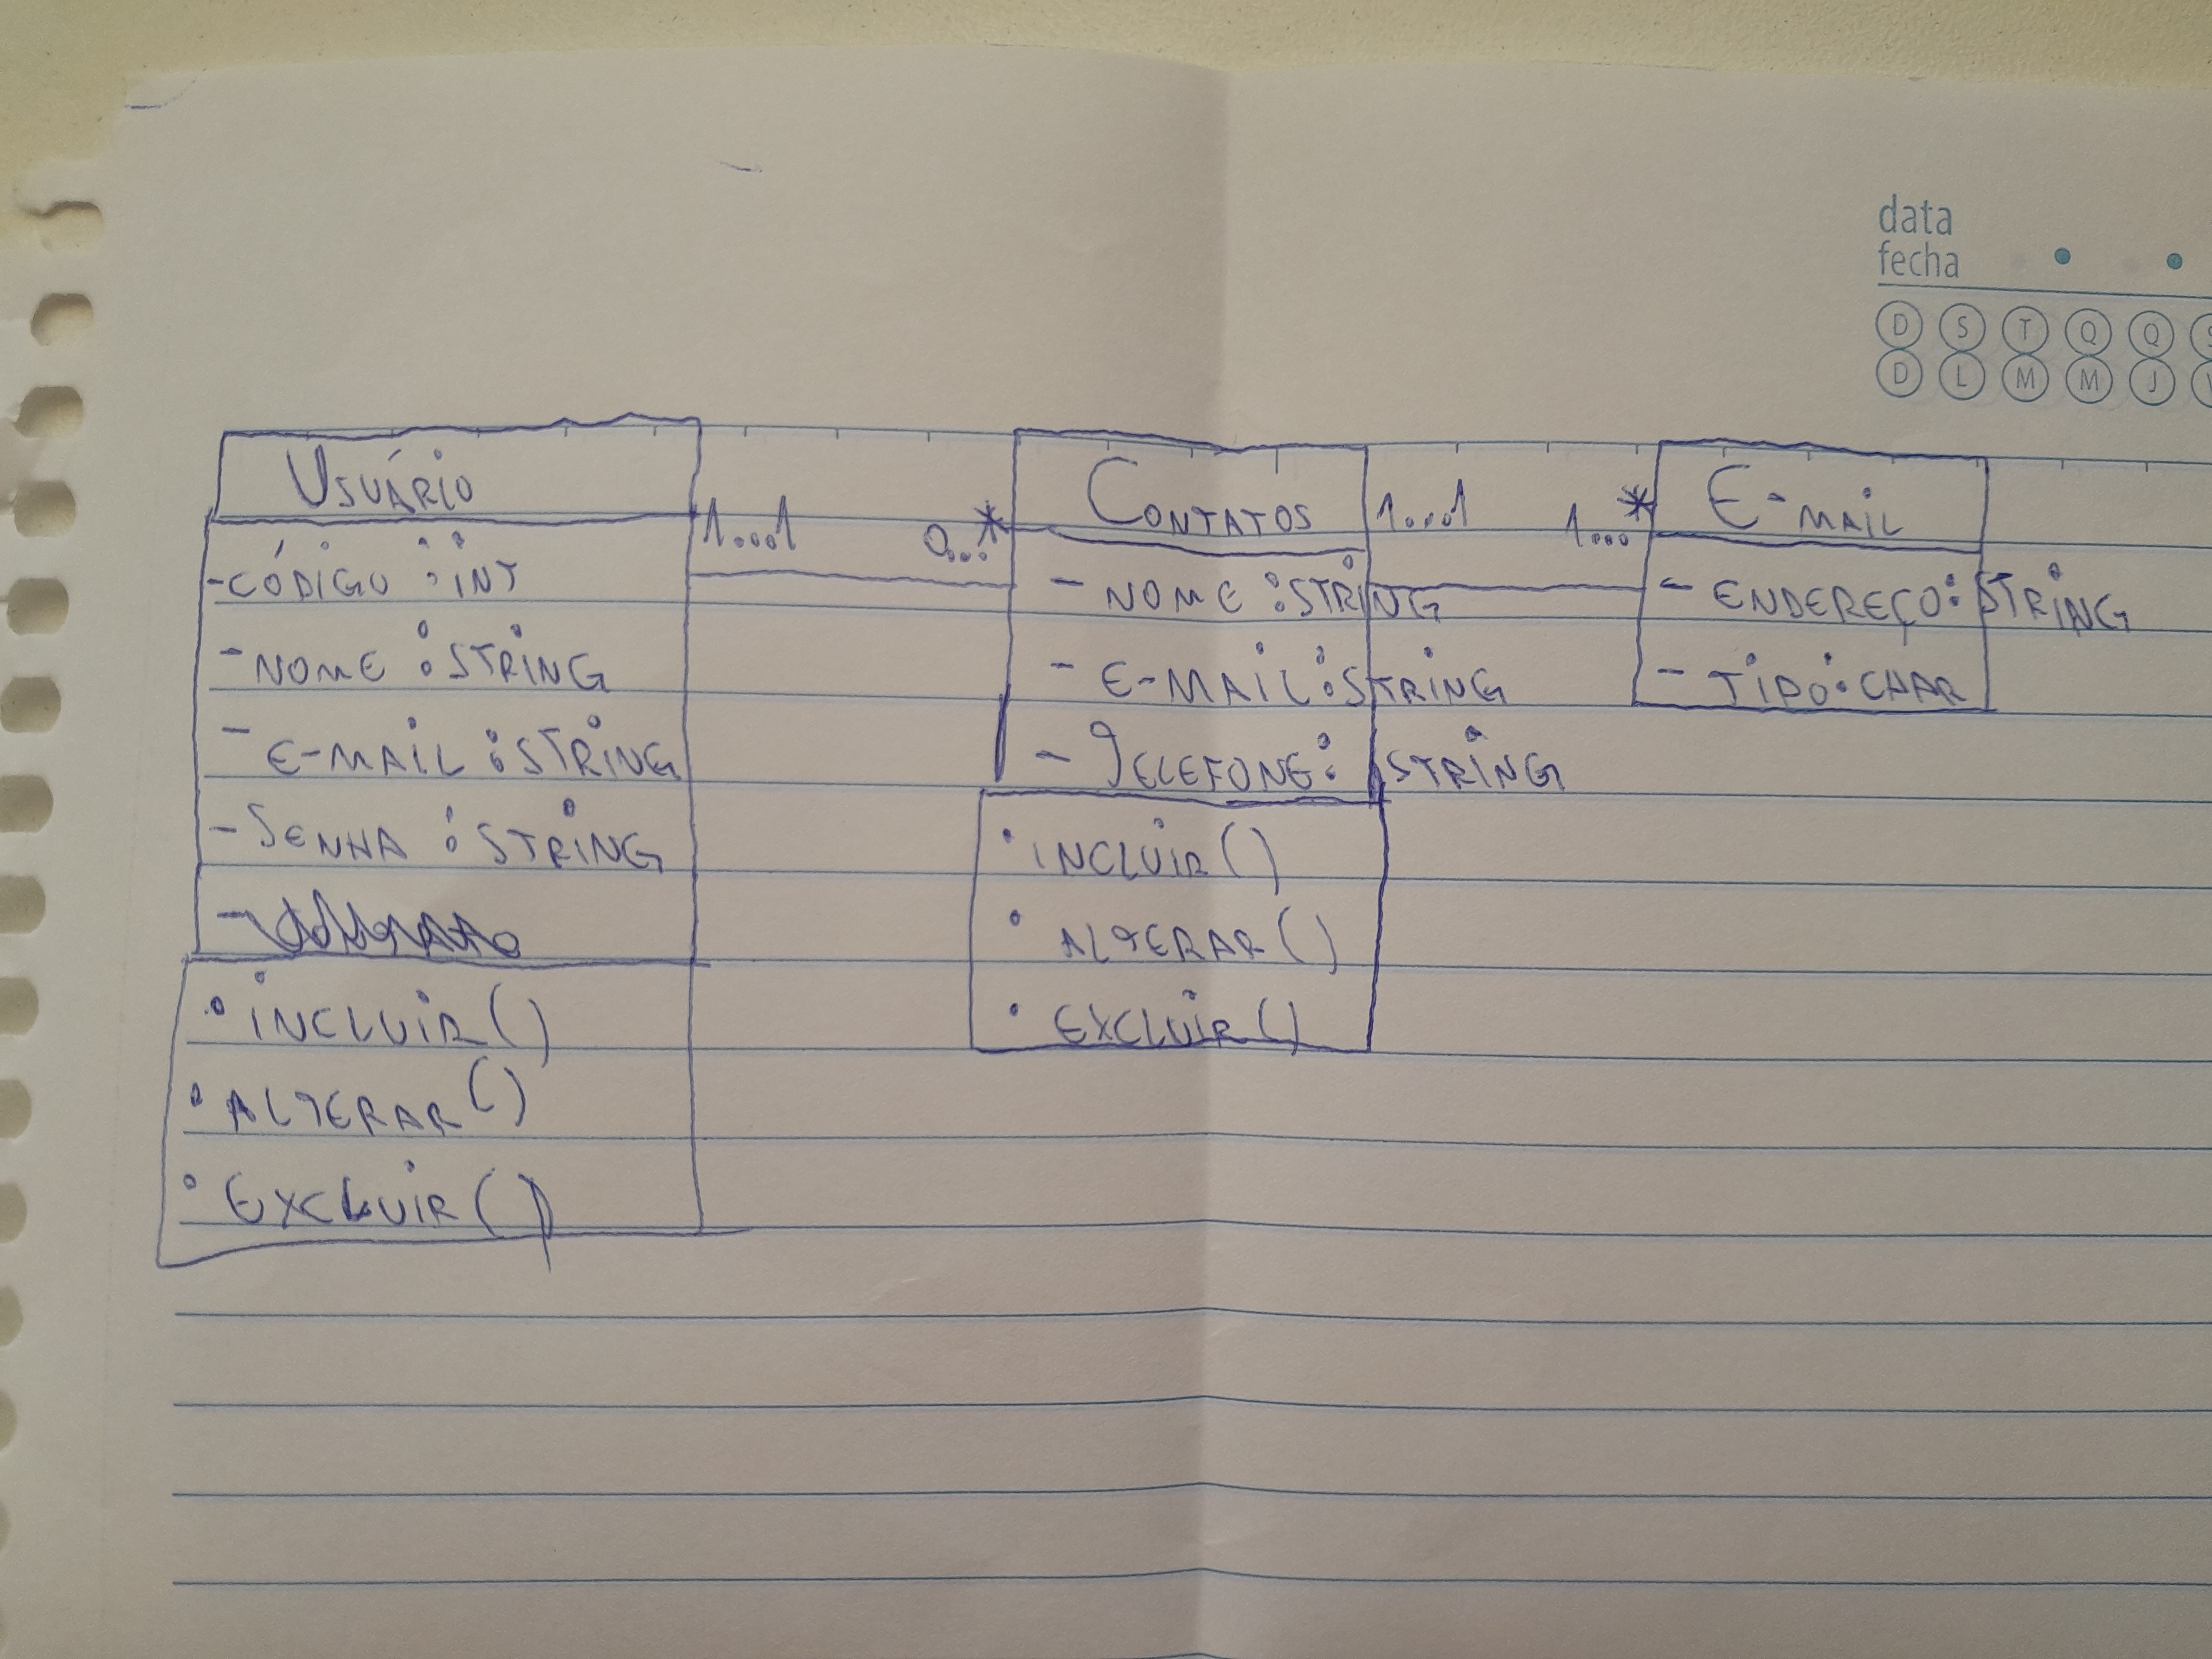 data
fecha
D S T Q Q S
D L M M J V
USUÁRIO
-CÓDIGO : iNT
-NOME : STRiNG
-E-MAiL : STRiNG
-SENHA : STRiNG
• iNCLUiR()
• ALTERAR()
• EXCLUiR()
1...1
0...*
CONTATOS
- NOME : STRiNG
- E-MAiL : STRiNG
- TELEFONE : STRiNG
• iNCLUiR()
• ALTERAR()
• EXCLUiR()
1...1
1...*
E-MAiL
- ENDEREÇO : STRiNG
- TiPO : CHAR